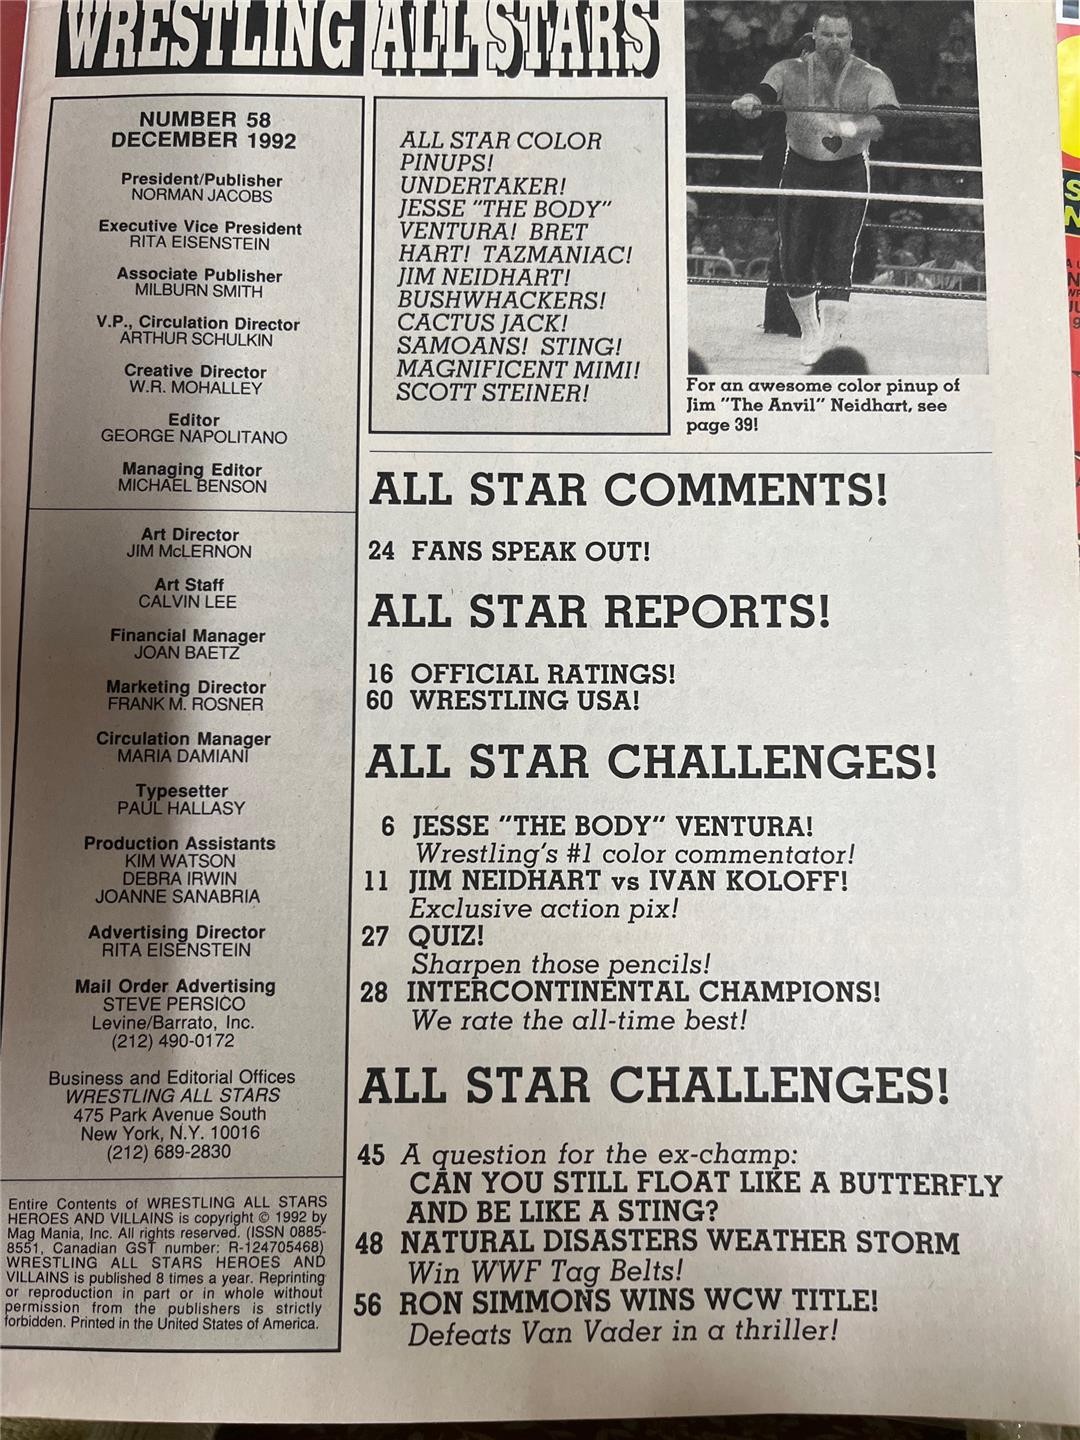 WRESTLING ALL STARS
NUMBER 58
DECEMBER 1992
President/Publisher
NORMAN JACOBS
Executive Vice President
RITA EISENSTEIN
Associate Publisher
MILBURN SMITH
V.P., Circulation Director
ARTHUR SCHULKIN
Creative Director
W.R. MOHALLEY
Editor
GEORGE NAPOLITANO
Managing Editor
MICHAEL BENSON
Art Director
JIM McLERNON
Art Staff
CALVIN LEE
Financial Manager
JOAN BAETZ
Marketing Director
FRANK M. ROSNER
Circulation Manager
MARIA DAMIANI
Typesetter
PAUL HALLASY
Production Assistants
KIM WATSON
DEBRA IRWIN
JOANNE SANABRIA
Advertising Director
RITA EISENSTEIN
Mail Order Advertising
STEVE PERSICO
Levine/Barrato, Inc.
(212) 490-0172
Business and Editorial Offices
WRESTLING ALL STARS
475 Park Avenue South
New York, N.Y. 10016
(212) 689-2830
Entire Contents of WRESTLING ALL STARS
HEROES AND VILLAINS is copyright © 1992 by
Mag Mania, Inc. All rights reserved. (ISSN 0885-
8551, Canadian GST number: R-124705468)
WRESTLING ALL STARS HEROES AND
VILLAINS is published 8 times a year. Reprinting
or reproduction in part or in whole without
permission from the publishers is strictly
forbidden. Printed in the United States of America.
ALL STAR COLOR
PINUPS!
UNDERTAKER!
JESSE "THE BODY"
VENTURA! BRET
HART! TAZMANIAC!
JIM NEIDHART!
BUSHWHACKERS!
CACTUS JACK!
SAMOANS! STING!
MAGNIFICENT MIMI!
SCOTT STEINER!
For an awesome color pinup of
Jim "The Anvil" Neidhart, see
page 39!
ALL STAR COMMENTS!
24 FANS SPEAK OUT!
ALL STAR REPORTS!
16 OFFICIAL RATINGS!
60 WRESTLING USA!
ALL STAR CHALLENGES!
6 JESSE "THE BODY" VENTURA!
Wrestling's #1 color commentator!
11 JIM NEIDHART vs IVAN KOLOFF!
Exclusive action pix!
27 QUIZ!
Sharpen those pencils!
28 INTERCONTINENTAL CHAMPIONS!
We rate the all-time best!
ALL STAR CHALLENGES!
45 A question for the ex-champ:
CAN YOU STILL FLOAT LIKE A BUTTERFLY
AND BE LIKE A STING?
48 NATURAL DISASTERS WEATHER STORM
Win WWF Tag Belts!
56 RON SIMMONS WINS WCW TITLE!
Defeats Van Vader in a thriller!